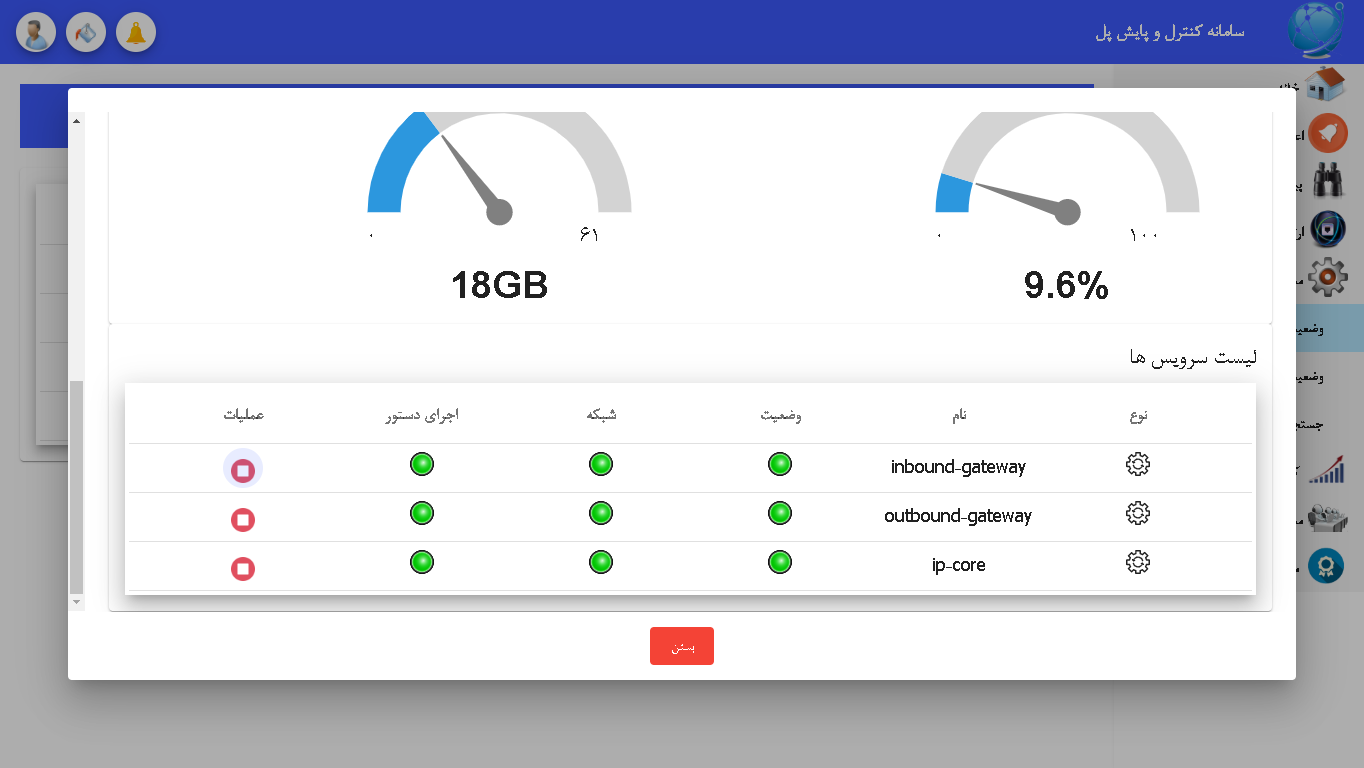 سامانه کنترل و پایش پل
خانه
۰ ۶۱
۰ ۱۰۰
18GB
9.6%
لیست سرویس ها
نوع نام وضعیت شبکه اجرای دستور عملیات
inbound-gateway
outbound-gateway
ip-core
بستن